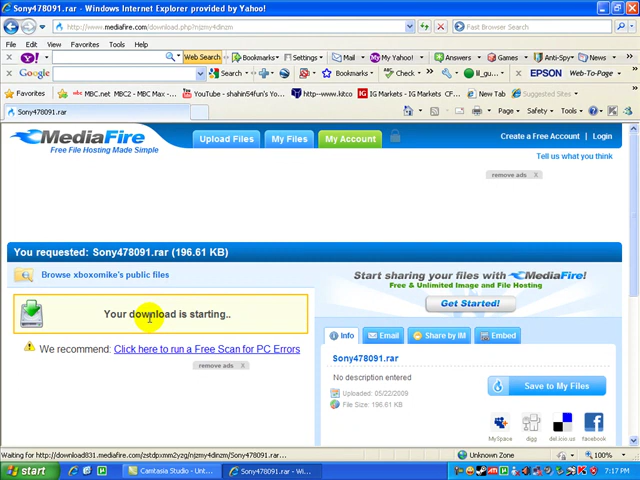 Sony478091.rar - Windows Internet Explorer provided by Yahoo!
http://www.mediafire.com/download.php?njzmy4dinzm
Fast Browser Search
File Edit View Favorites Tools Help
Y! Web Search Bookmarks Settings Mail My Yahoo! Answers Games Anti-Spy News
Google Search Bookmarks Check EPSON Web-To-Page
Favorites MBC.net MBC2 - MBC Max - ... Yahoo - shahin54fun's Y... http--www.kitco IG Markets - IG Markets CF... New Tab Suggested Sites
Sony478091.rar Page Safety Tools
MediaFire
Free File Hosting Made Simple
Upload Files My Files My Account
Create a Free Account | Login
Tell us what you think
remove ads X
You requested: Sony478091.rar (196.61 KB)
Browse xboxomike's public files
Your download is starting..
We recommend: Click here to run a Free Scan for PC Errors
remove ads X
Start sharing your files with MediaFire!
Free & Unlimited Image and File Hosting
Get Started!
Info Email Share by IM Embed
Sony478091.rar
No description entered
Uploaded: 05/22/2009
File Size: 196.61 KB
Save to My Files
MySpace digg del.icio.us facebook
Waiting for http://download831.mediafire.com/zstdpxmm2yzg/njzmy4dinzm/Sony478091.rar...
Unknown Zone
100%
start
Camtasia Studio - Unt...
Sony478091.rar - Wi...
7:17 PM